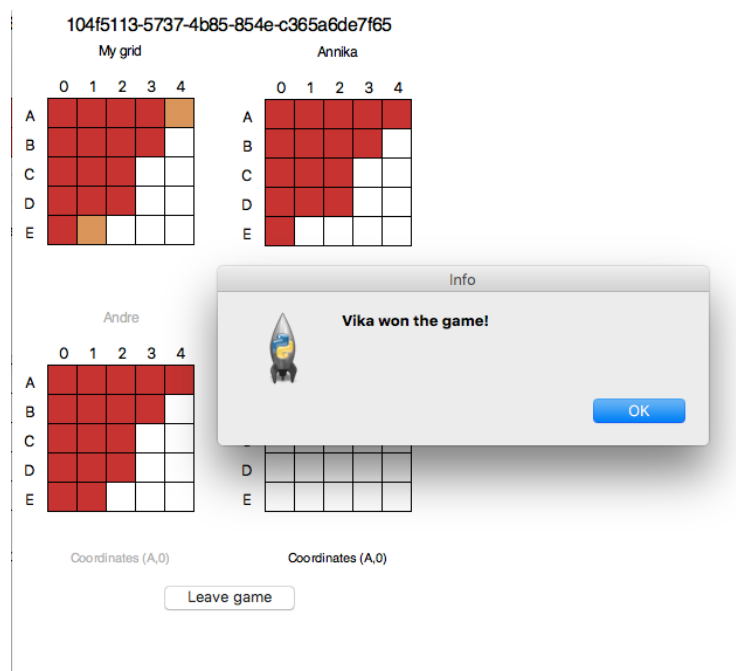 104f5113-5737-4b85-854e-c365a6de7f65
My grid
Annika
0 1 2 3 4
0 1 2 3 4
A
A
B
B
C
C
D
D
E
E
Info
Vika won the game!
OK
Andre
0 1 2 3 4
A
B
C
D
D
E
E
Coordinates (A,0)
Coordinates (A,0)
Leave game